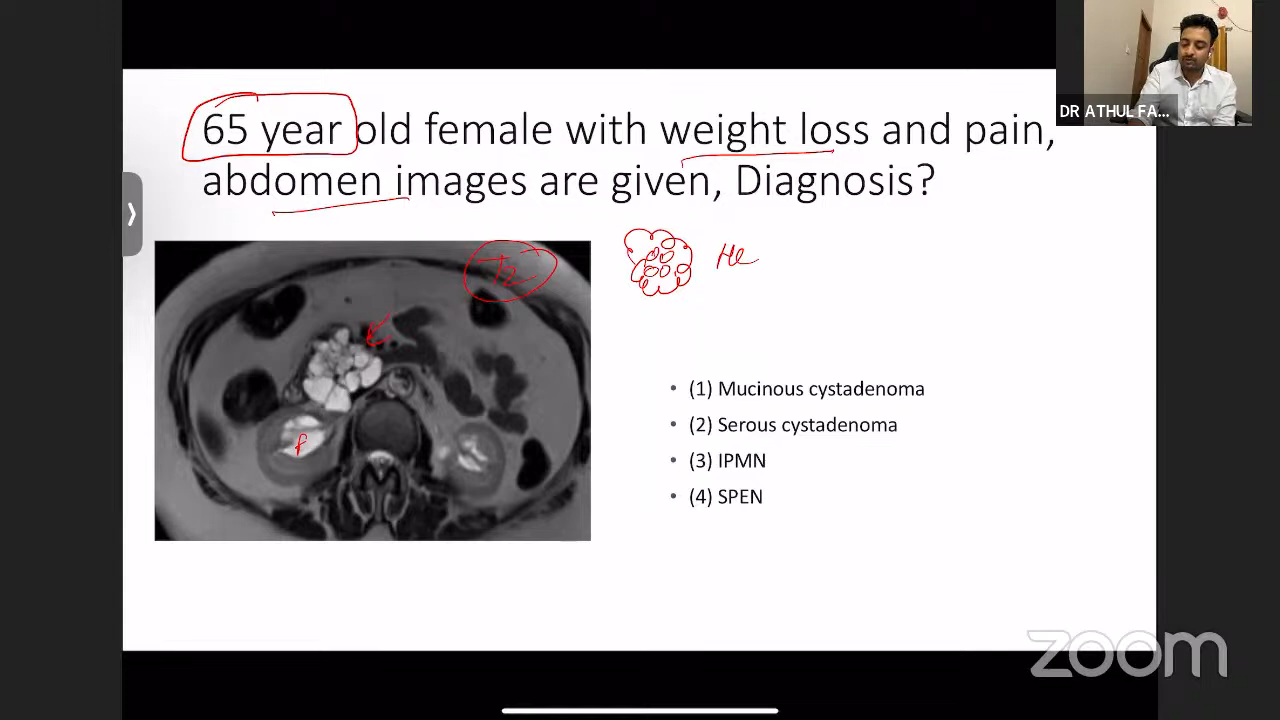 65 year old female with weight loss and pain,
abdomen images are given, Diagnosis?
DR ATHUL FA...
T2
He
f
• (1) Mucinous cystadenoma
• (2) Serous cystadenoma
• (3) IPMN
• (4) SPEN
zoom